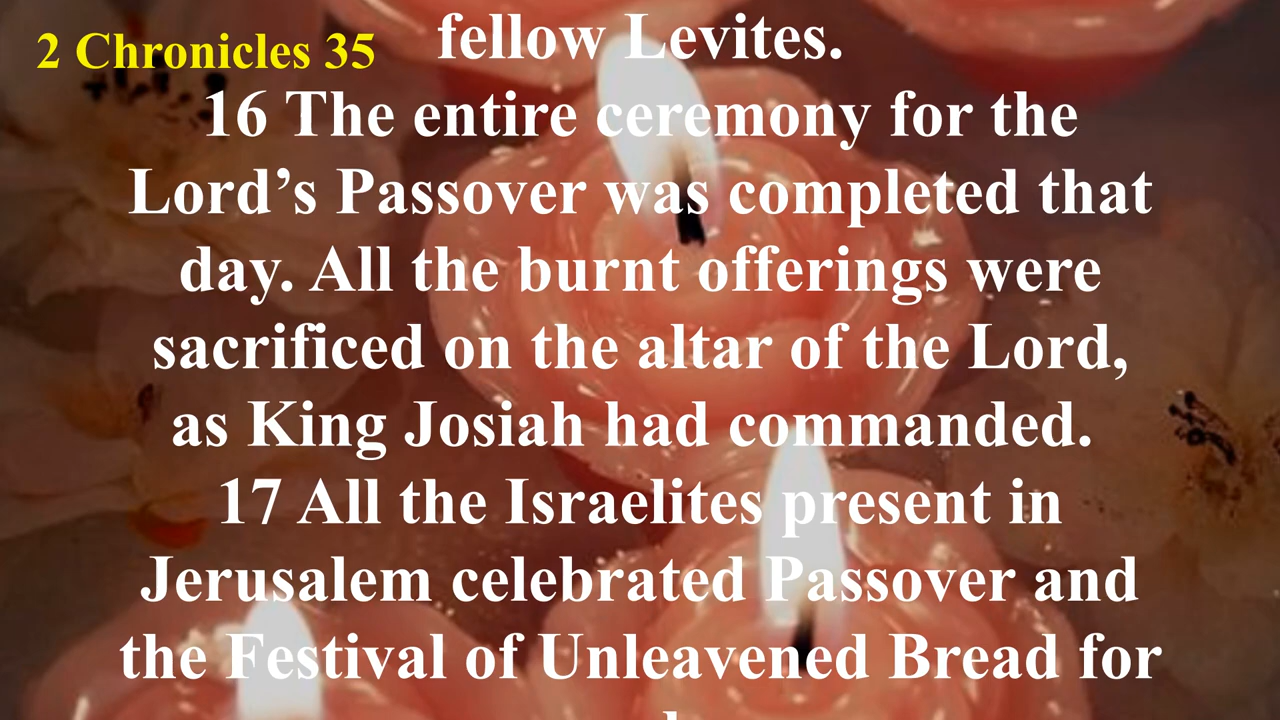 2 Chronicles 35
fellow Levites.
16 The entire ceremony for the
Lord’s Passover was completed that
day. All the burnt offerings were
sacrificed on the altar of the Lord,
as King Josiah had commanded.
17 All the Israelites present in
Jerusalem celebrated Passover and
the Festival of Unleavened Bread for